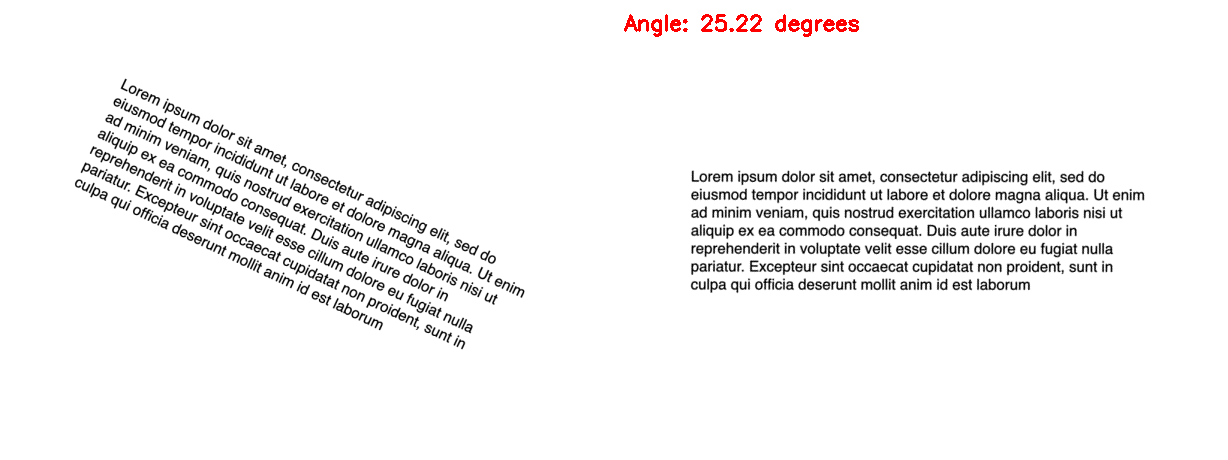 Angle: 25.22 degrees
Lorem ipsum dolor sit amet, consectetur adipiscing elit, sed do
eiusmod tempor incididunt ut labore et dolore magna aliqua. Ut enim
ad minim veniam, quis nostrud exercitation ullamco laboris nisi ut
aliquip ex ea commodo consequat. Duis aute irure dolor in
reprehenderit in voluptate velit esse cillum dolore eu fugiat nulla
pariatur. Excepteur sint occaecat cupidatat non proident, sunt in
culpa qui officia deserunt mollit anim id est laborum
Lorem ipsum dolor sit amet, consectetur adipiscing elit, sed do
eiusmod tempor incididunt ut labore et dolore magna aliqua. Ut enim
ad minim veniam, quis nostrud exercitation ullamco laboris nisi ut
aliquip ex ea commodo consequat. Duis aute irure dolor in
reprehenderit in voluptate velit esse cillum dolore eu fugiat nulla
pariatur. Excepteur sint occaecat cupidatat non proident, sunt in
culpa qui officia deserunt mollit anim id est laborum